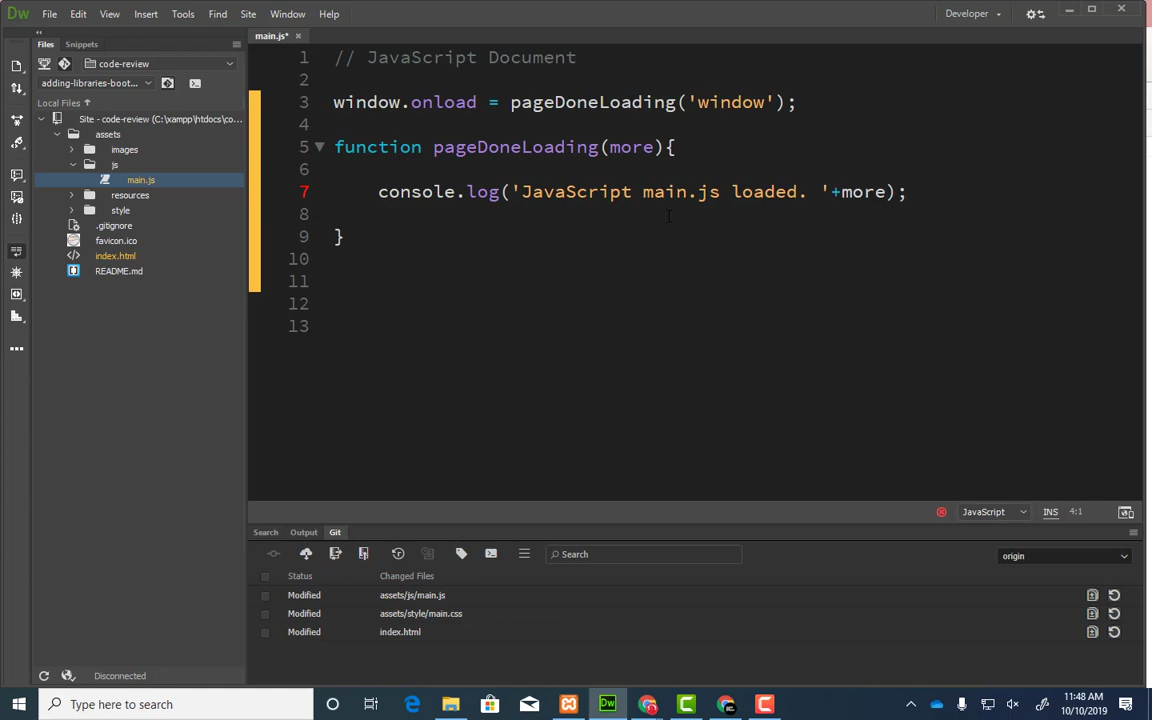 Dw File Edit View Insert Tools Find Site Window Help Developer
Files Snippets
main.js*
code-review
adding-libraries-boot...
Local Files
Site - code-review (C:\xampp\htdocs\co...
assets
images
js
main.js
resources
style
.gitignore
favicon.ico
index.html
README.md
1 // JavaScript Document
2
3 window.onload = pageDoneLoading('window');
4
5 function pageDoneLoading(more){
6
7 console.log('JavaScript main.js loaded. '+more);
8
9 }
10
11
12
13
JavaScript INS 4:1
Search Output Git
Search origin
Status Changed Files
Modified assets/js/main.js
Modified assets/style/main.css
Modified index.html
Disconnected
Type here to search
Dw
11:48 AM
10/10/2019